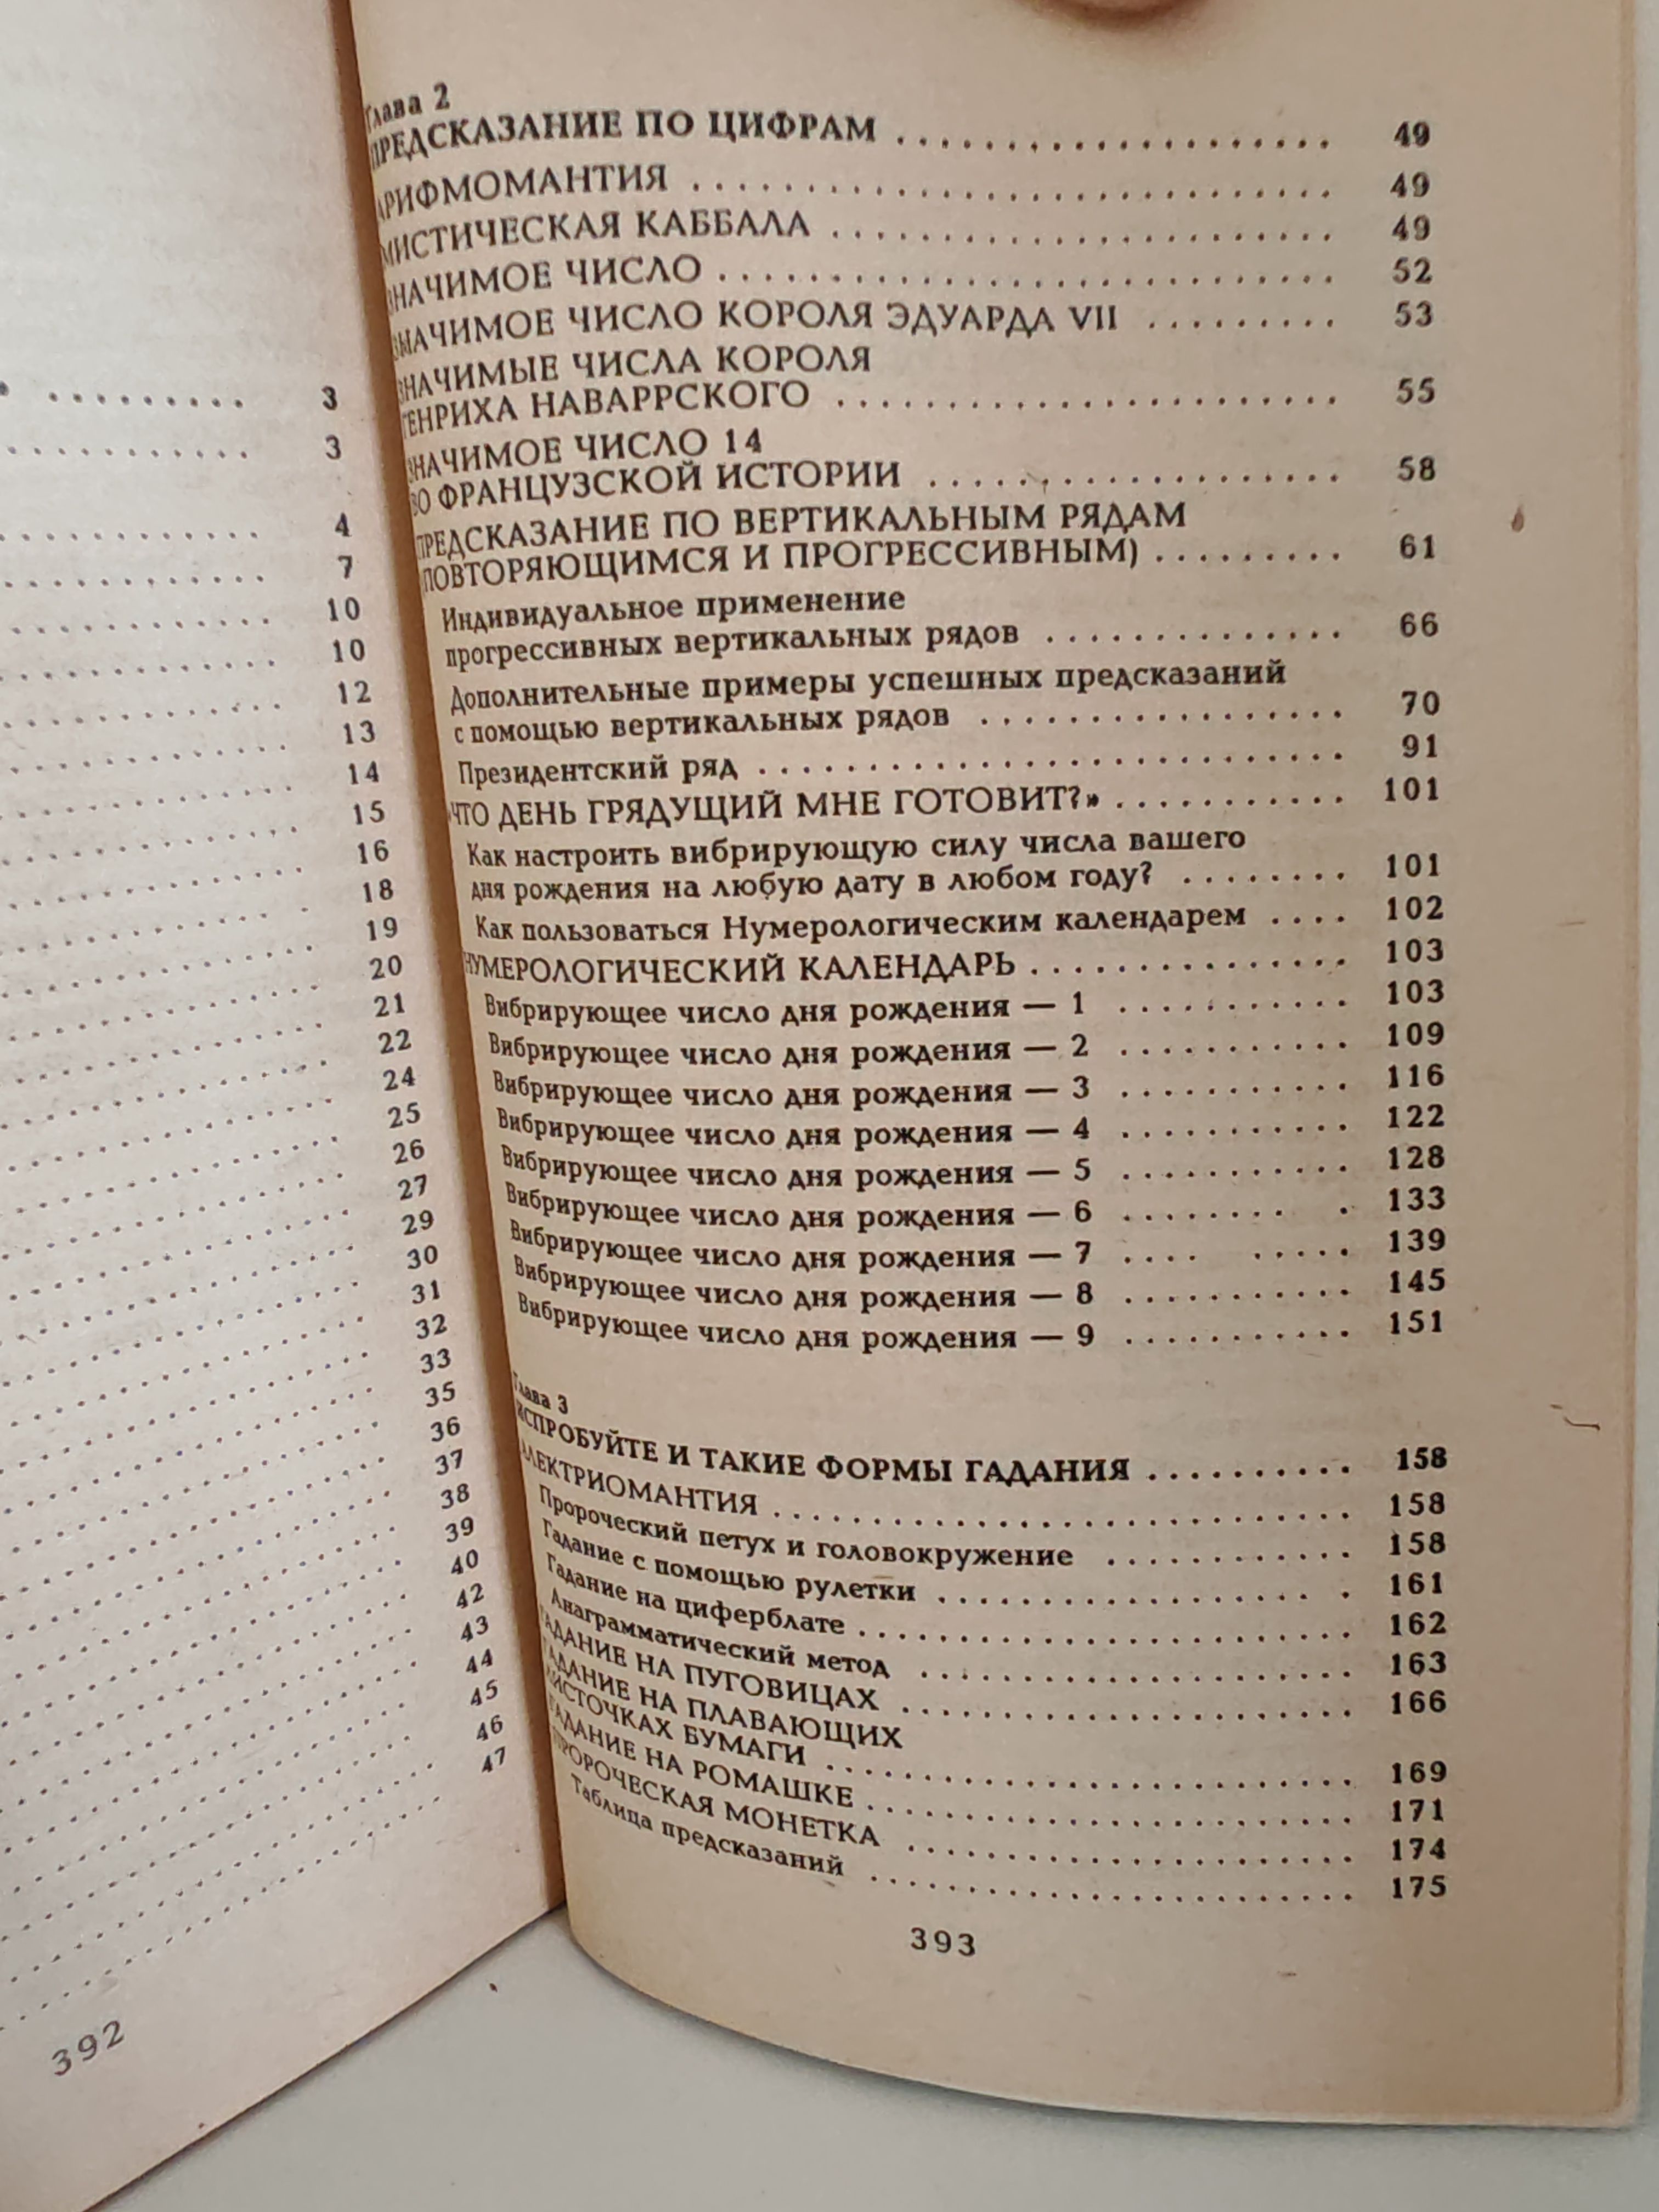 3
3
4
7
10
10
12
13
14
15
16
18
19
20
21
22
24
25
26
27
29
30
31
32
33
35
36
37
38
39
40
42
43
44
45
46
47
392
Глава 2
ПРЕДСКАЗАНИЕ ПО ЦИФРАМ . . . . . . . . . . . . . . . . . . . . 49
АРИФМОМАНТИЯ . . . . . . . . . . . . . . . . . . . . . . . . 49
МИСТИЧЕСКАЯ КАББАЛА . . . . . . . . . . . . . . . . . . . . 49
ЗНАЧИМОЕ ЧИСЛО . . . . . . . . . . . . . . . . . . . . . . . 52
ЗНАЧИМОЕ ЧИСЛО КОРОЛЯ ЭДУАРДА VII . . . . . . . . . 53
ЗНАЧИМЫЕ ЧИСЛА КОРОЛЯ
ГЕНРИХА НАВАРРСКОГО . . . . . . . . . . . . . . . . . . . . 55
ЗНАЧИМОЕ ЧИСЛО 14
ВО ФРАНЦУЗСКОЙ ИСТОРИИ . . . . . . . . . . . . . . . . . 58
ПРЕДСКАЗАНИЕ ПО ВЕРТИКАЛЬНЫМ РЯДАМ
(ПОВТОРЯЮЩИМСЯ И ПРОГРЕССИВНЫМ) . . . . . . . . . 61
Индивидуальное применение
прогрессивных вертикальных рядов . . . . . . . . . . . . . . 66
Дополнительные примеры успешных предсказаний
с помощью вертикальных рядов . . . . . . . . . . . . . . . . . 70
Президентский ряд . . . . . . . . . . . . . . . . . . . . . . . . 91
«ЧТО ДЕНЬ ГРЯДУЩИЙ МНЕ ГОТОВИТ?» . . . . . . . . . . . 101
Как настроить вибрирующую силу числа вашего
дня рождения на любую дату в любом году? . . . . . . . . 101
Как пользоваться Нумерологическим календарем . . . . 102
НУМЕРОЛОГИЧЕСКИЙ КАЛЕНДАРЬ . . . . . . . . . . . . . . . 103
Вибрирующее число дня рождения — 1 . . . . . . . . . . . 103
Вибрирующее число дня рождения — 2 . . . . . . . . . . . 109
Вибрирующее число дня рождения — 3 . . . . . . . . . . . 116
Вибрирующее число дня рождения — 4 . . . . . . . . . . . 122
Вибрирующее число дня рождения — 5 . . . . . . . . . . . 128
Вибрирующее число дня рождения — 6 . . . . . . . . . 133
Вибрирующее число дня рождения — 7 . . . . . . . . . 139
Вибрирующее число дня рождения — 8 . . . . . . . . . . . 145
Вибрирующее число дня рождения — 9 . . . . . . . . . . . 151
Глава 3
ИСПРОБУЙТЕ И ТАКИЕ ФОРМЫ ГАДАНИЯ . . . . . . . . . . 158
АЛЕКТРИОМАНТИЯ . . . . . . . . . . . . . . . . . . . . . . . . 158
Пророческий петух и головокружение . . . . . . . . . . . . 158
Гадание с помощью рулетки . . . . . . . . . . . . . . . . . . 161
Гадание на циферблате . . . . . . . . . . . . . . . . . . . . . . 162
Анаграмматический метод . . . . . . . . . . . . . . . . . . . . 163
ГАДАНИЕ НА ПУГОВИЦАХ . . . . . . . . . . . . . . . . . . . . 166
ГАДАНИЕ НА ПЛАВАЮЩИХ
ЛИСТОЧКАХ БУМАГИ . . . . . . . . . . . . . . . . . . . . . . . 169
ГАДАНИЕ НА РОМАШКЕ . . . . . . . . . . . . . . . . . . . . . . 171
ПРОРОЧЕСКАЯ МОНЕТКА . . . . . . . . . . . . . . . . . . . . 174
Таблица предсказаний . . . . . . . . . . . . . . . . . . . . . . 175
393